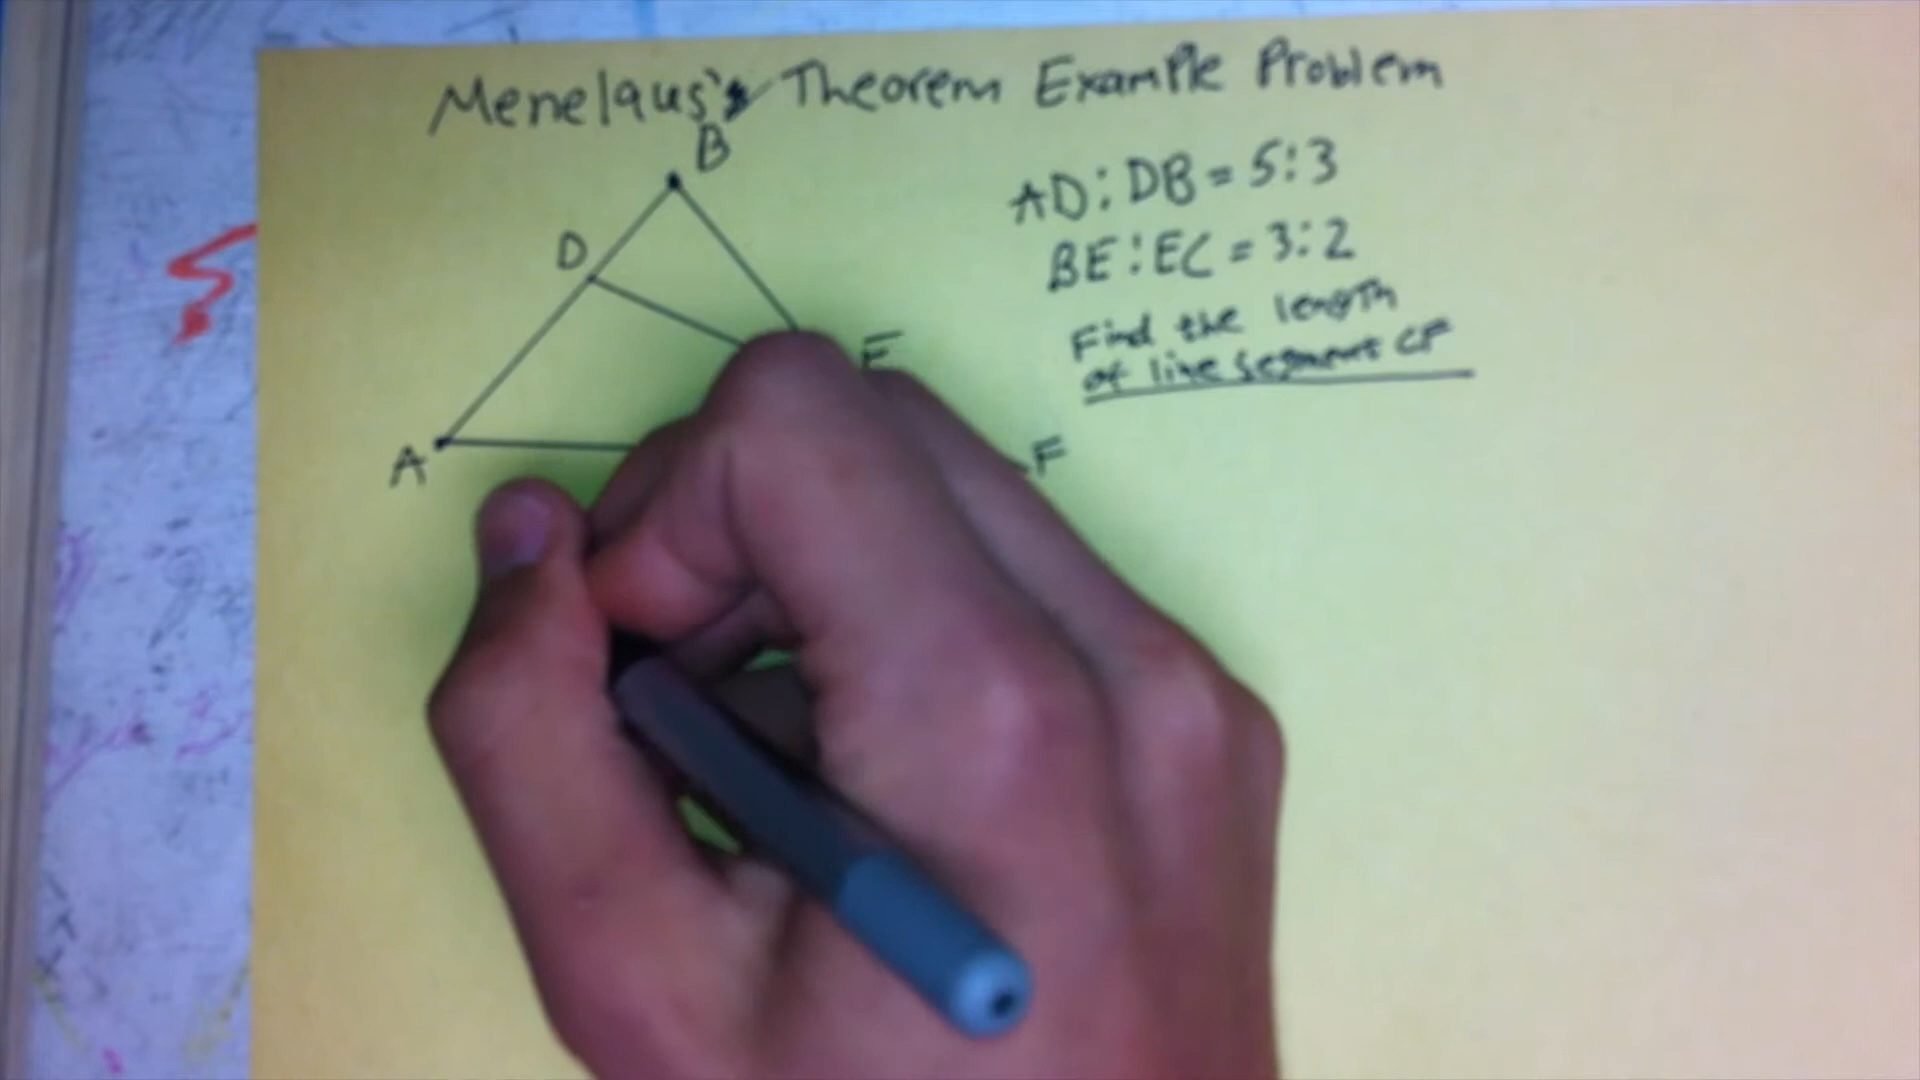 Menelaus's Theorem Example Problem
B
AD:DB = 5:3
D
BE:EC = 3:2
Find the length
of line segment CF
E
A
F